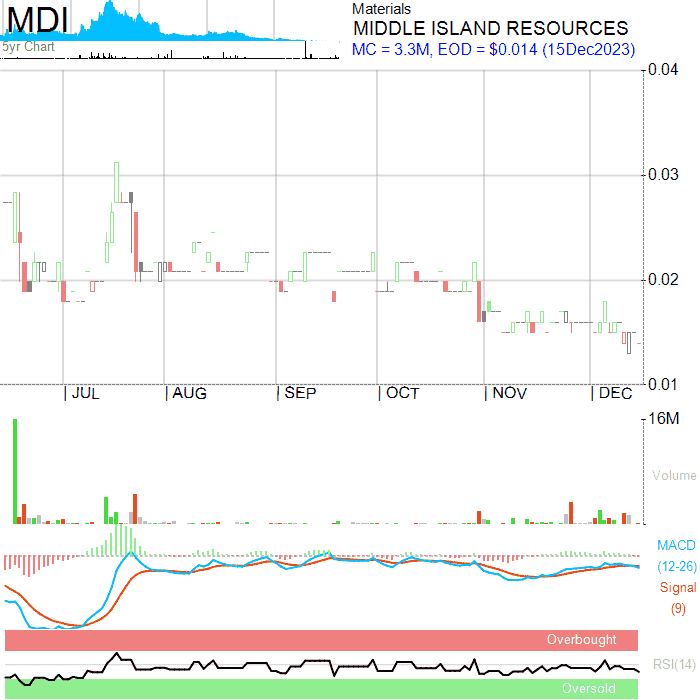 MDI
5yr Chart
Materials
MIDDLE ISLAND RESOURCES
MC = 3.3M, EOD = $0.014 (15Dec2023)
0.04
0.03
0.02
0.01
JUL
AUG
SEP
OCT
NOV
DEC
16M
Volume
MACD
(12-26)
Signal
(9)
Overbought
RSI(14)
Oversold